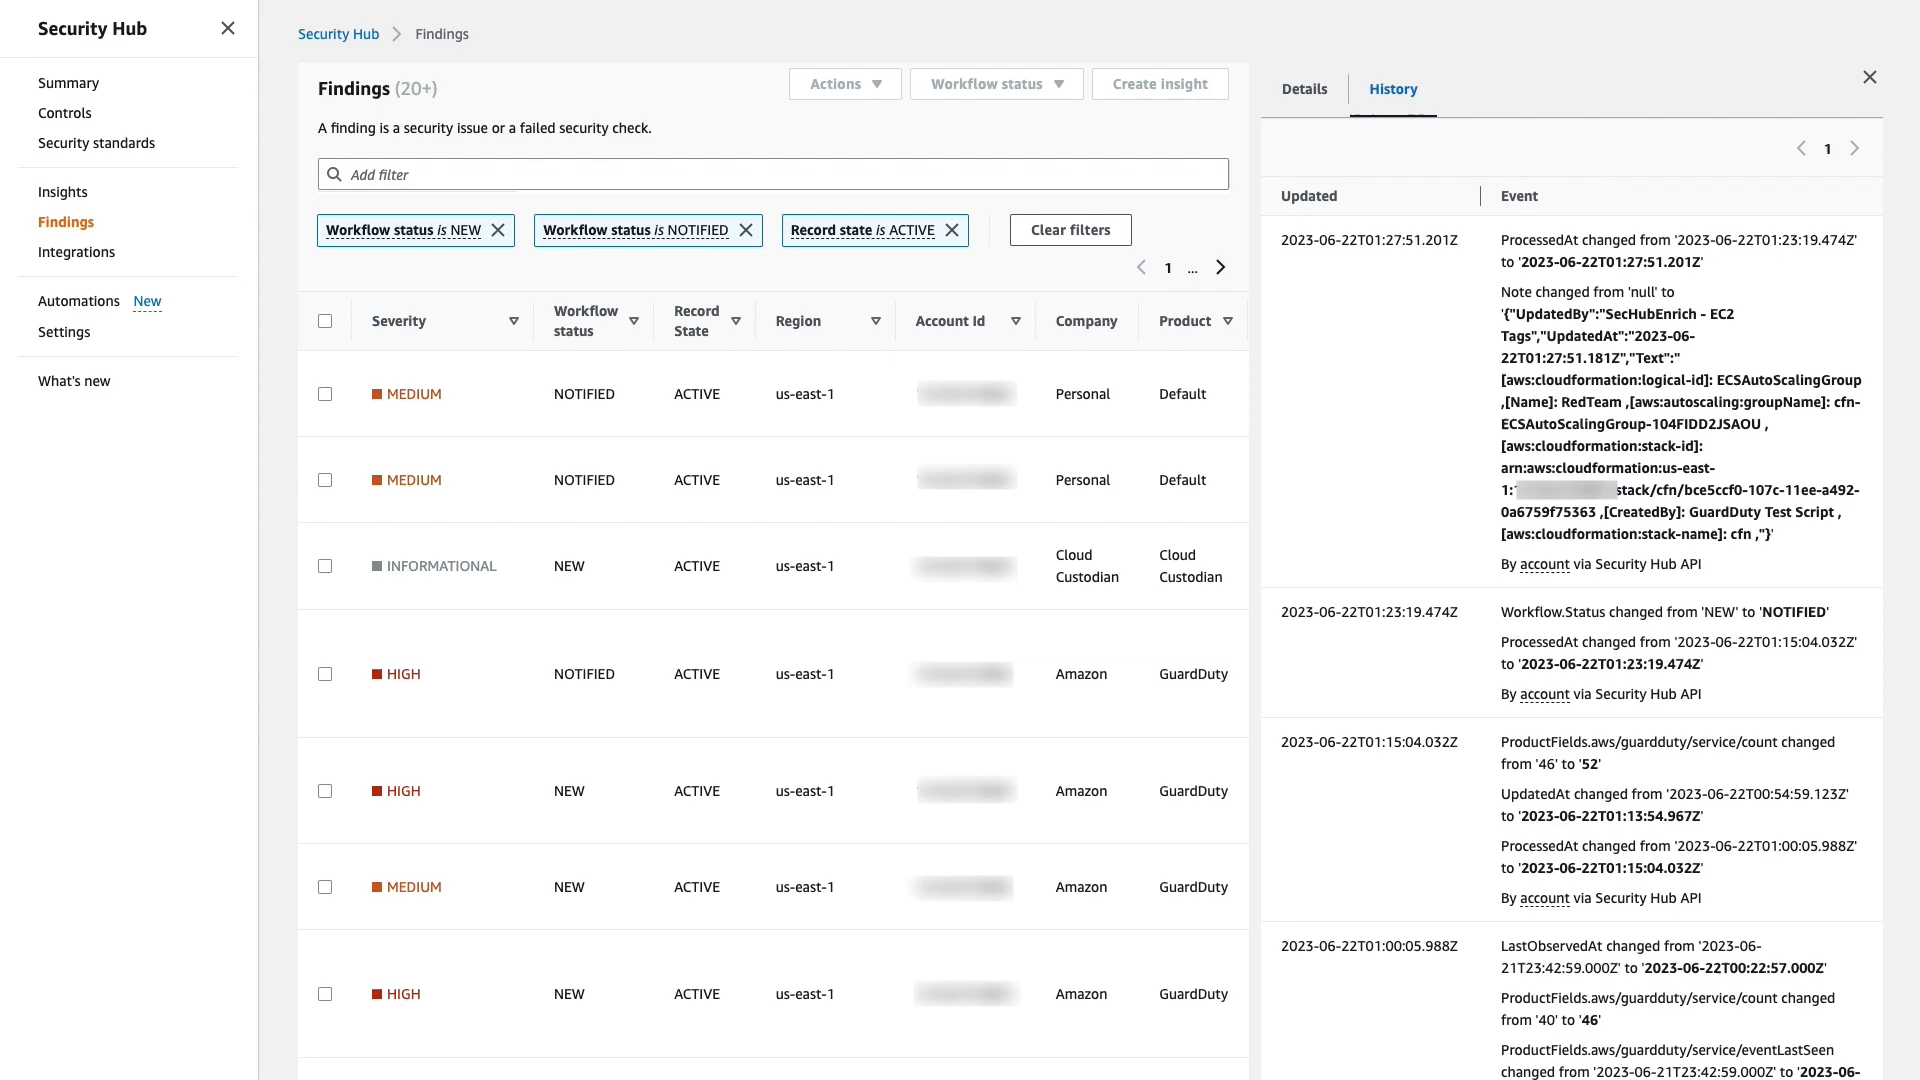 Security Hub
Summary
Controls
Security standards
Insights
Findings
Integrations
Automations New
Settings
What's new
Security Hub Findings
Findings (20+)
Actions
Workflow status
Create insight
A finding is a security issue or a failed security check.
Add filter
Workflow status is NEW
Workflow status is NOTIFIED
Record state is ACTIVE
Clear filters
1 ...
Severity Workflow status Record State Region Account Id Company Product
MEDIUM NOTIFIED ACTIVE us-east-1 Personal Default
MEDIUM NOTIFIED ACTIVE us-east-1 Personal Default
INFORMATIONAL NEW ACTIVE us-east-1 Cloud Custodian Cloud Custodian
HIGH NOTIFIED ACTIVE us-east-1 Amazon GuardDuty
HIGH NEW ACTIVE us-east-1 Amazon GuardDuty
MEDIUM NEW ACTIVE us-east-1 Amazon GuardDuty
HIGH NEW ACTIVE us-east-1 Amazon GuardDuty
Details
History
1
Updated Event
2023-06-22T01:27:51.201Z
ProcessedAt changed from '2023-06-22T01:23:19.474Z'
to '2023-06-22T01:27:51.201Z'
Note changed from 'null' to
'{"UpdatedBy":"SecHubEnrich - EC2
Tags","UpdatedAt":"2023-06-
22T01:27:51.181Z","Text":"
[aws:cloudformation:logical-id]: ECSAutoScalingGroup
,[Name]: RedTeam ,[aws:autoscaling:groupName]: cfn-
ECSAutoScalingGroup-104FIDD2JSAOU ,
[aws:cloudformation:stack-id]:
arn:aws:cloudformation:us-east-
1: stack/cfn/bce5ccf0-107c-11ee-a492-
0a6759f75363 ,[CreatedBy]: GuardDuty Test Script ,
[aws:cloudformation:stack-name]: cfn ,"}'
By account via Security Hub API
2023-06-22T01:23:19.474Z
Workflow.Status changed from 'NEW' to 'NOTIFIED'
ProcessedAt changed from '2023-06-22T01:15:04.032Z'
to '2023-06-22T01:23:19.474Z'
By account via Security Hub API
2023-06-22T01:15:04.032Z
ProductFields.aws/guardduty/service/count changed
from '46' to '52'
UpdatedAt changed from '2023-06-22T00:54:59.123Z'
to '2023-06-22T01:13:54.967Z'
ProcessedAt changed from '2023-06-22T01:00:05.988Z'
to '2023-06-22T01:15:04.032Z'
By account via Security Hub API
2023-06-22T01:00:05.988Z
LastObservedAt changed from '2023-06-
21T23:42:59.000Z' to '2023-06-22T00:22:57.000Z'
ProductFields.aws/guardduty/service/count changed
from '40' to '46'
ProductFields.aws/guardduty/service/eventLastSeen
changed from '2023-06-21T23:42:59.000Z' to '2023-06-